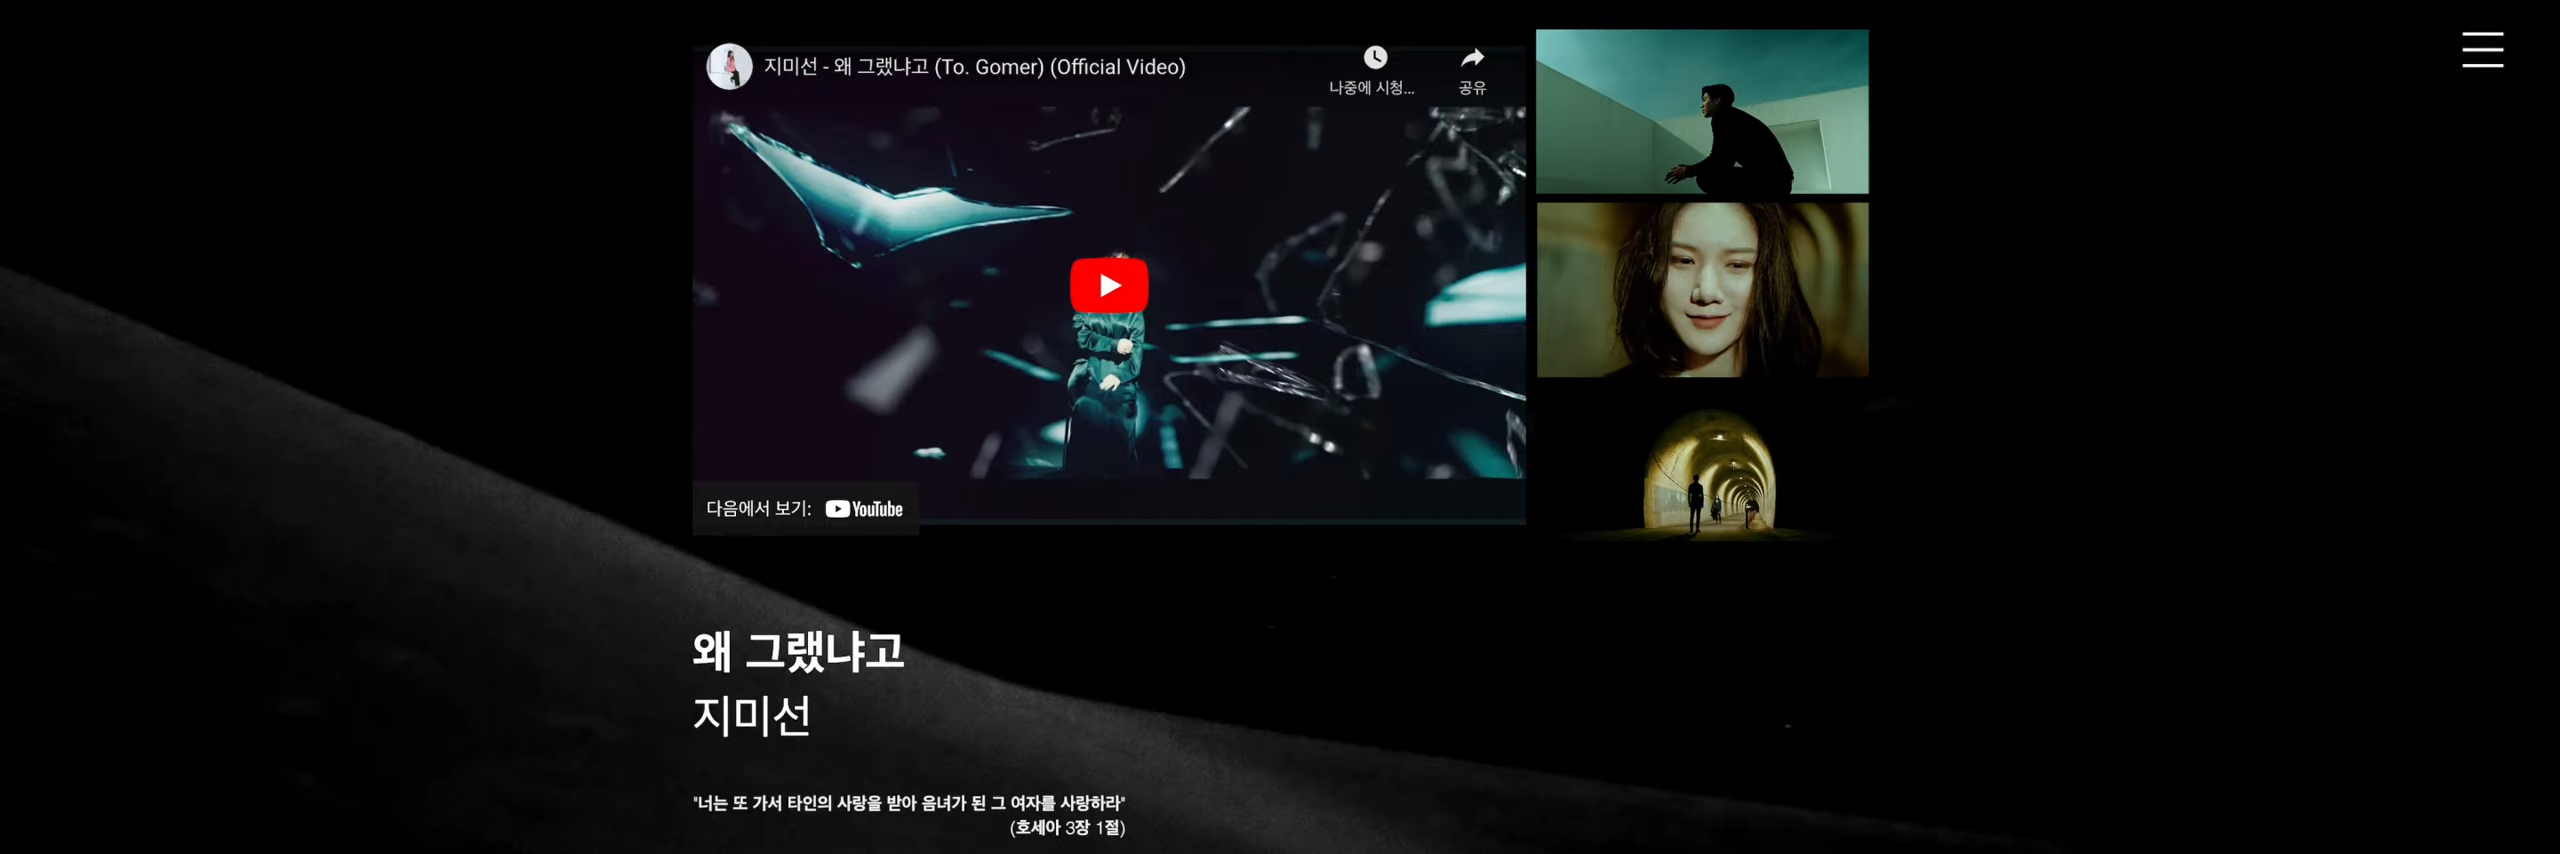 지미선 - 왜 그랬냐고 (To. Gomer) (Official Video)
나중에 시청...
공유
다음에서 보기: YouTube
왜 그랬냐고
지미선
"너는 또 가서 타인의 사랑을 받아 음녀가 된 그 여자를 사랑하라"
(호세아 3장 1절)